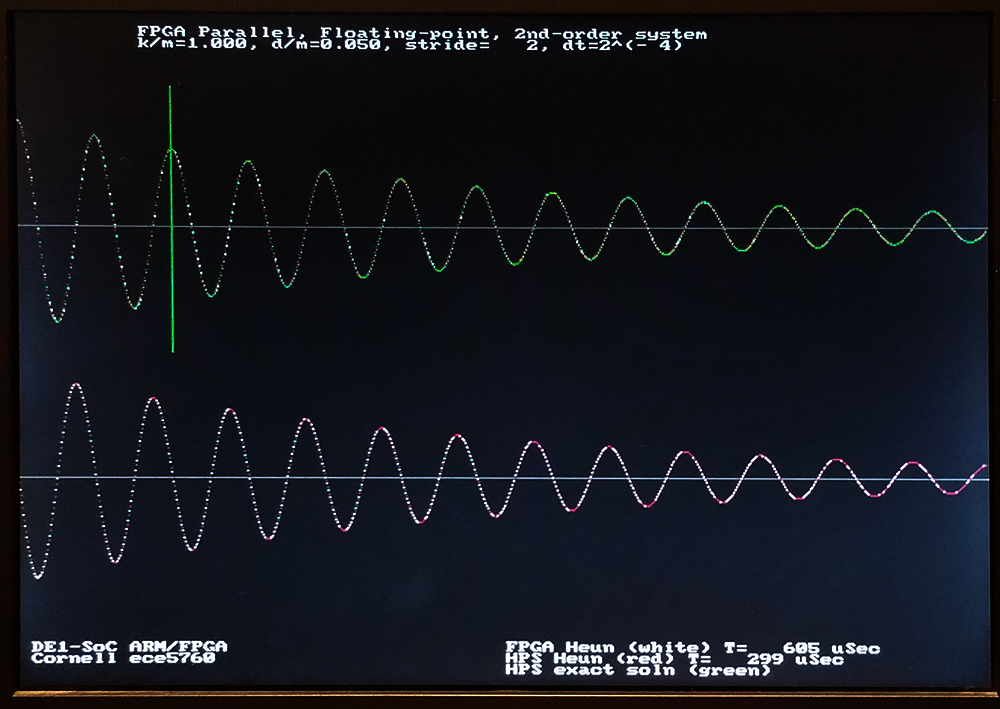 FPGA Parallel, Floating-point, 2nd-order system
k/m=1.000, d/m=0.050, stride=   2, dt=2^(- 4)
DE1-SoC ARM/FPGA
Cornell ece5760
FPGA Heun (white) T=   605 uSec
HPS Heun (red) T=   299 uSec
HPS exact soln (green)